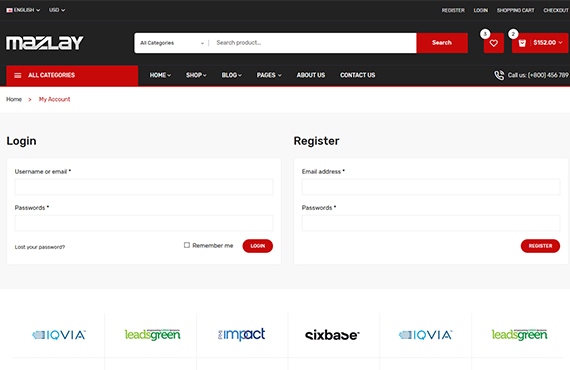 ENGLISH USD REGISTER LOGIN SHOPPING CART CHECKOUT
MAZLAY All Categories Search product... Search 3 2 $152.00
ALL CATEGORIES HOME SHOP BLOG PAGES ABOUT US CONTACT US Call us: (+800) 456 789
Home > My Account
Login
Username or email *
Passwords *
Lost your password? Remember me LOGIN
Register
Email address *
Passwords *
REGISTER
IQVIA leadsgreen impact sixbase IQVIA leadsgreen